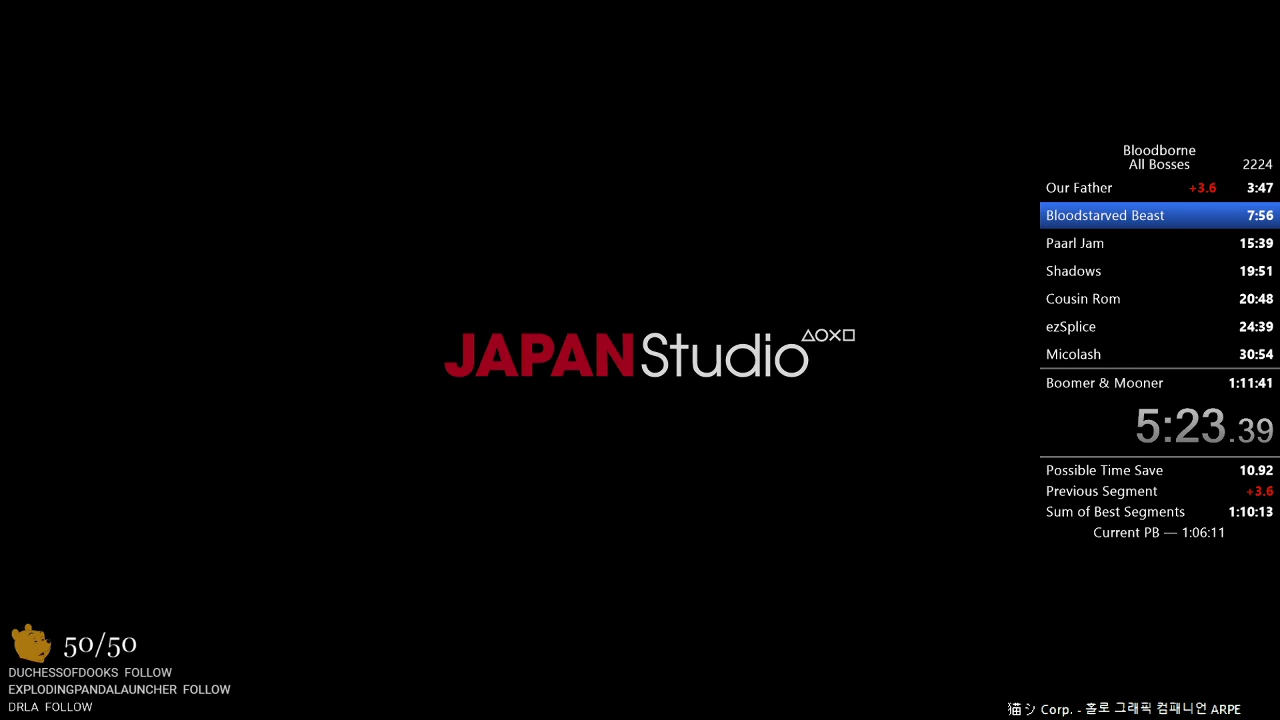 JAPAN Studio △○×□
Bloodborne
All Bosses 2224
Our Father +3.6 3:47
Bloodstarved Beast 7:56
Paarl Jam 15:39
Shadows 19:51
Cousin Rom 20:48
ezSplice 24:39
Micolash 30:54
Boomer & Mooner 1:11:41
5:23.39
Possible Time Save 10.92
Previous Segment +3.6
Sum of Best Segments 1:10:13
Current PB — 1:06:11
50/50
DUCHESSOFDOOKS FOLLOW
EXPLODINGPANDALAUNCHER FOLLOW
DRLA FOLLOW
猫シ Corp. - 홀로 그래픽 컴패니언 ARPE